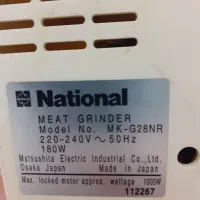 National
MEAT GRINDER
Model No. MK-G28NR
220-240V ~ 50Hz
180W
Matsushita Electric Industrial Co., Ltd.
Osaka Japan Made in Japan
Max. locked motor approx. wattage 1000W
112267